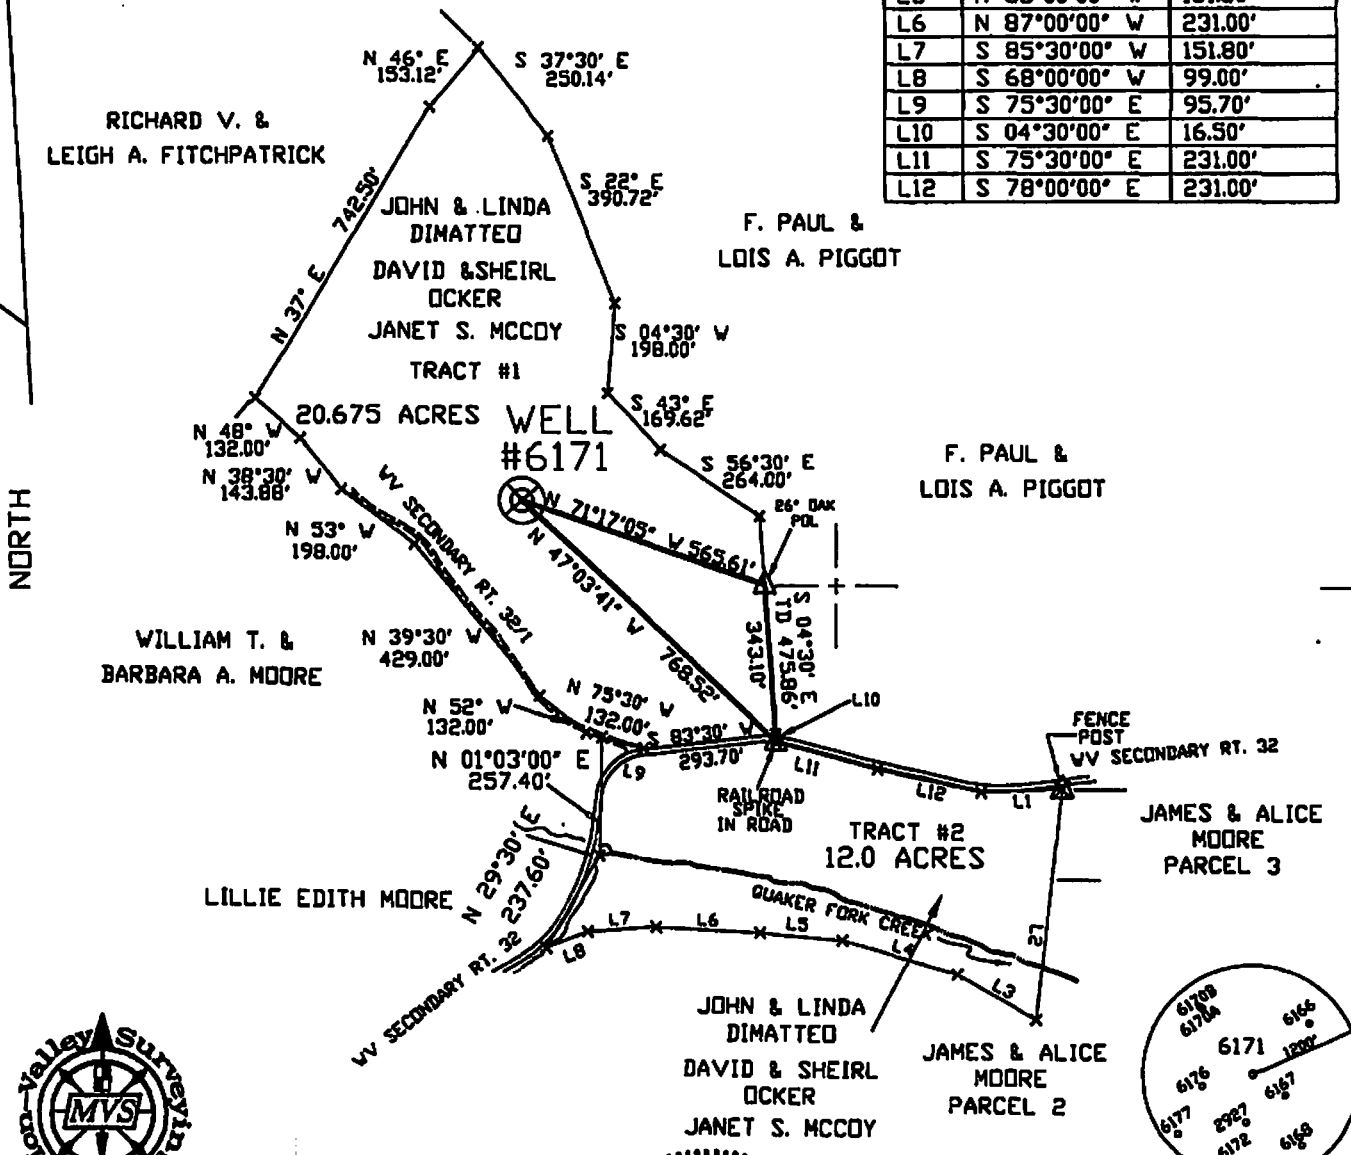 L6 N 87°00'00" W 231.00'
L7 S 85°30'00" W 151.80'
L8 S 68°00'00" W 99.00'
L9 S 75°30'00" E 95.70'
L10 S 04°30'00" E 16.50'
L11 S 75°30'00" E 231.00'
L12 S 78°00'00" E 231.00'
N 46° E
153.12'
S 37°30' E
250.14'
RICHARD V. &
LEIGH A. FITCHPATRICK
742.50'
N 37° E
S 22° E
390.72'
JOHN & LINDA
DIMATTEO
DAVID &SHEIRL
OCKER
JANET S. MCCOY
TRACT #1
20.675 ACRES
F. PAUL &
LOIS A. PIGGOT
S 04°30' W
198.00'
S 43° E
169.62'
WELL
#6171
N 48° W
132.00'
N 38°30' W
143.88'
N 53° W
198.00'
WV SECONDARY RT. 32/1
S 56°30' E
264.00'
26" OAK
POL
F. PAUL &
LOIS A. PIGGOT
NORTH
N 71°17'05" W 565.61'
N 47°03'41" W 768.52'
S 04°30' E
TD 475.86'
343.10'
WILLIAM T. &
BARBARA A. MOORE
N 39°30' W
429.00'
N 52° W
132.00'
N 75°30' W
132.00'
S 83°30' W
293.70'
L10
N 01°03'00" E
257.40'
L9
L11
L12
L1
FENCE
POST
WV SECONDARY RT. 32
RAILROAD
SPIKE
IN ROAD
TRACT #2
12.0 ACRES
JAMES & ALICE
MOORE
PARCEL 3
LILLIE EDITH MOORE
N 29°30' E
237.60'
QUAKER FORK CREEK
L2
L8
L7
L6
L5
L4
L3
WV SECONDARY RT. 32
JOHN & LINDA
DIMATTEO
DAVID & SHEIRL
OCKER
JANET S. MCCOY
JAMES & ALICE
MOORE
PARCEL 2
6170B
6170A
6166
6171
1200'
6176
6167
6177
2927
6172
6168
Valley Surveyin
MVS